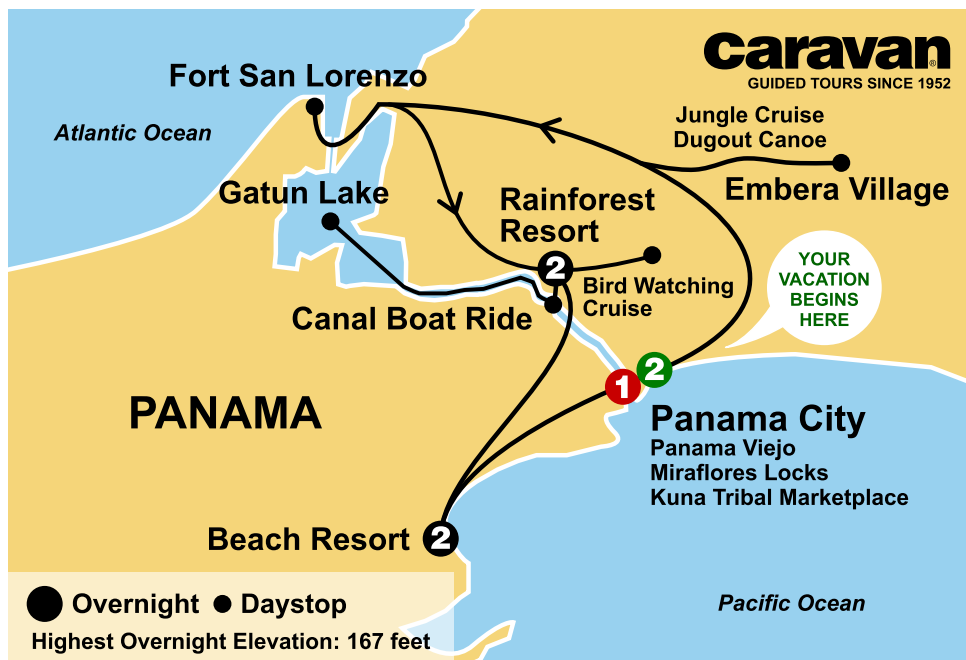 caravan®
GUIDED TOURS SINCE 1952
Fort San Lorenzo
Atlantic Ocean
Jungle Cruise
Dugout Canoe
Embera Village
Gatun Lake
Rainforest
Resort
2
Bird Watching
Cruise
YOUR
VACATION
BEGINS
HERE
Canal Boat Ride
1
2
PANAMA
Panama City
Panama Viejo
Miraflores Locks
Kuna Tribal Marketplace
Beach Resort
2
Overnight
Daystop
Highest Overnight Elevation: 167 feet
Pacific Ocean